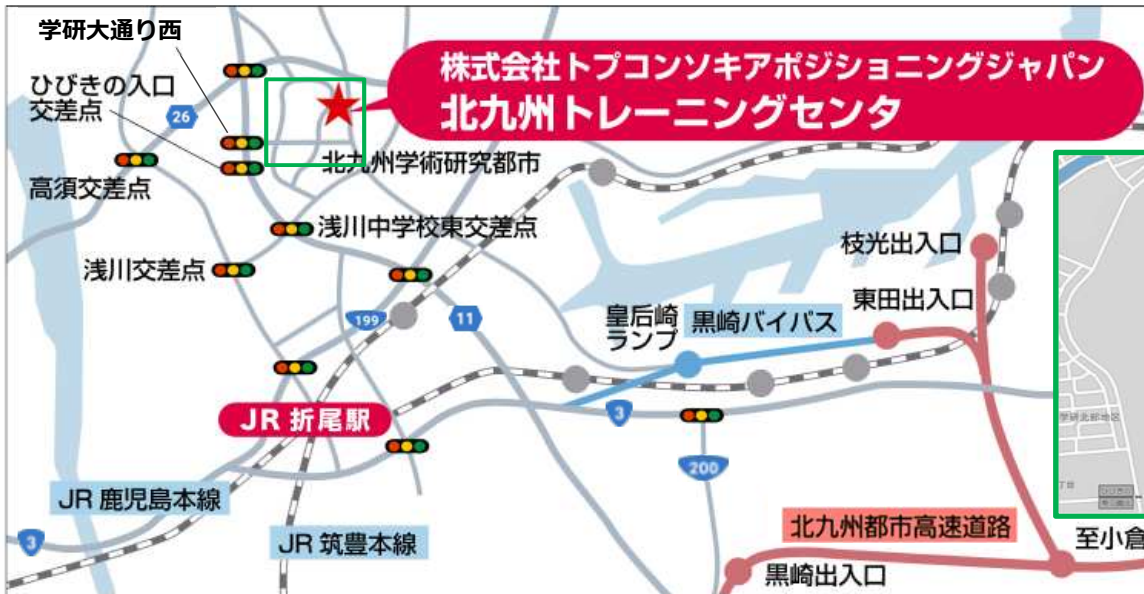 学研大通り西
ひびきの入口
交差点
26
高須交差点
株式会社トプコンソキアポジショニングジャパン
北九州トレーニングセンタ
北九州学術研究都市
浅川中学校東交差点
浅川交差点
199
11
皇后崎
ランプ
黒崎バイパス
枝光出入口
東田出入口
JR 折尾駅
3
200
学研北部地区
JR 鹿児島本線
3
JR 筑豊本線
北九州都市高速道路
黒崎出入口
至小倉